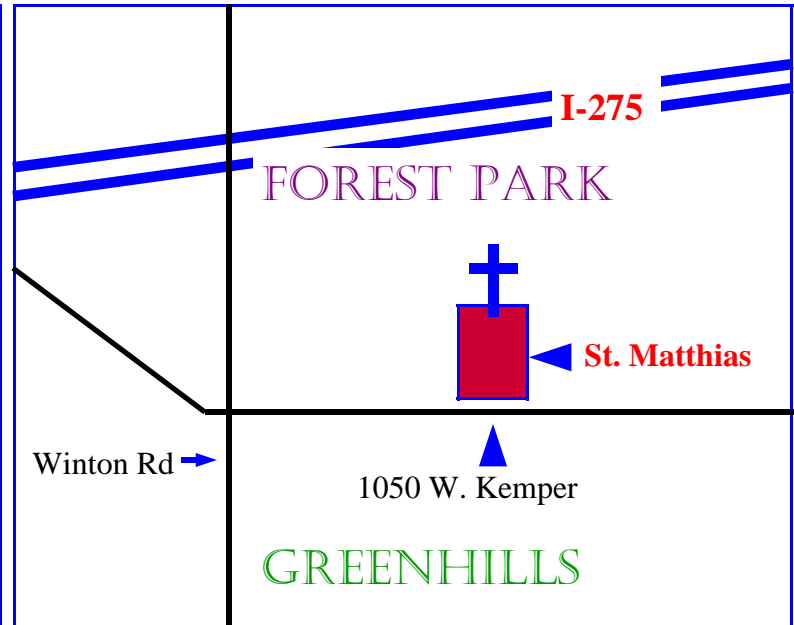 I-275
FOREST PARK
St. Matthias
Winton Rd
1050 W. Kemper
GREENHILLS